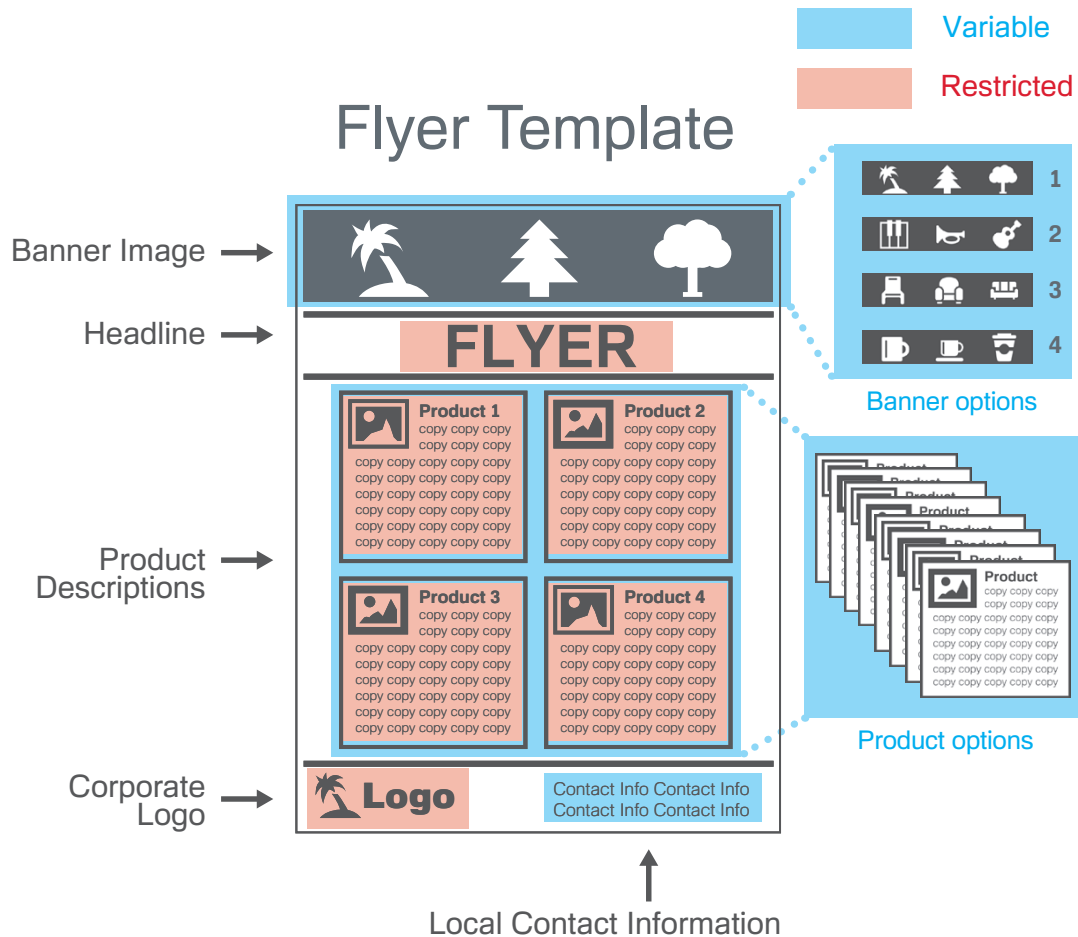 Variable
Restricted
Flyer Template
Banner Image
Headline
Product
Descriptions
Corporate
Logo
Local Contact Information
FLYER
Product 1
copy copy copy
copy copy copy
copy copy copy copy copy
copy copy copy copy copy
copy copy copy copy copy
copy copy copy copy copy
copy copy copy copy copy
copy copy copy copy copy
Product 2
copy copy copy
copy copy copy
copy copy copy copy copy
copy copy copy copy copy
copy copy copy copy copy
copy copy copy copy copy
copy copy copy copy copy
copy copy copy copy copy
Product 3
copy copy copy
copy copy copy
copy copy copy copy copy
copy copy copy copy copy
copy copy copy copy copy
copy copy copy copy copy
copy copy copy copy copy
copy copy copy copy copy
Product 4
copy copy copy
copy copy copy
copy copy copy copy copy
copy copy copy copy copy
copy copy copy copy copy
copy copy copy copy copy
copy copy copy copy copy
copy copy copy copy copy
Logo
Contact Info Contact Info
Contact Info Contact Info
1
2
3
4
Banner options
Product
Product
Product
Product
Product
Product
Product
Product
copy copy copy
copy copy copy
copy copy copy copy copy
copy copy copy copy copy
copy copy copy copy copy
copy copy copy copy copy
copy copy copy copy copy
Product options